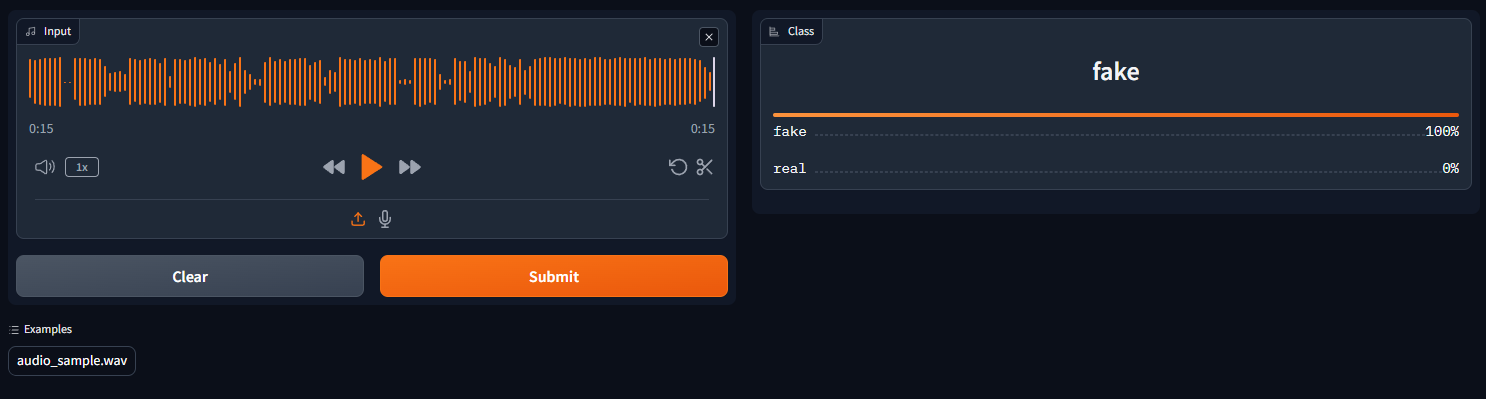 Input
0:15 0:15
1x
Clear Submit
Examples
audio_sample.wav
Class
fake
fake 100%
real 0%